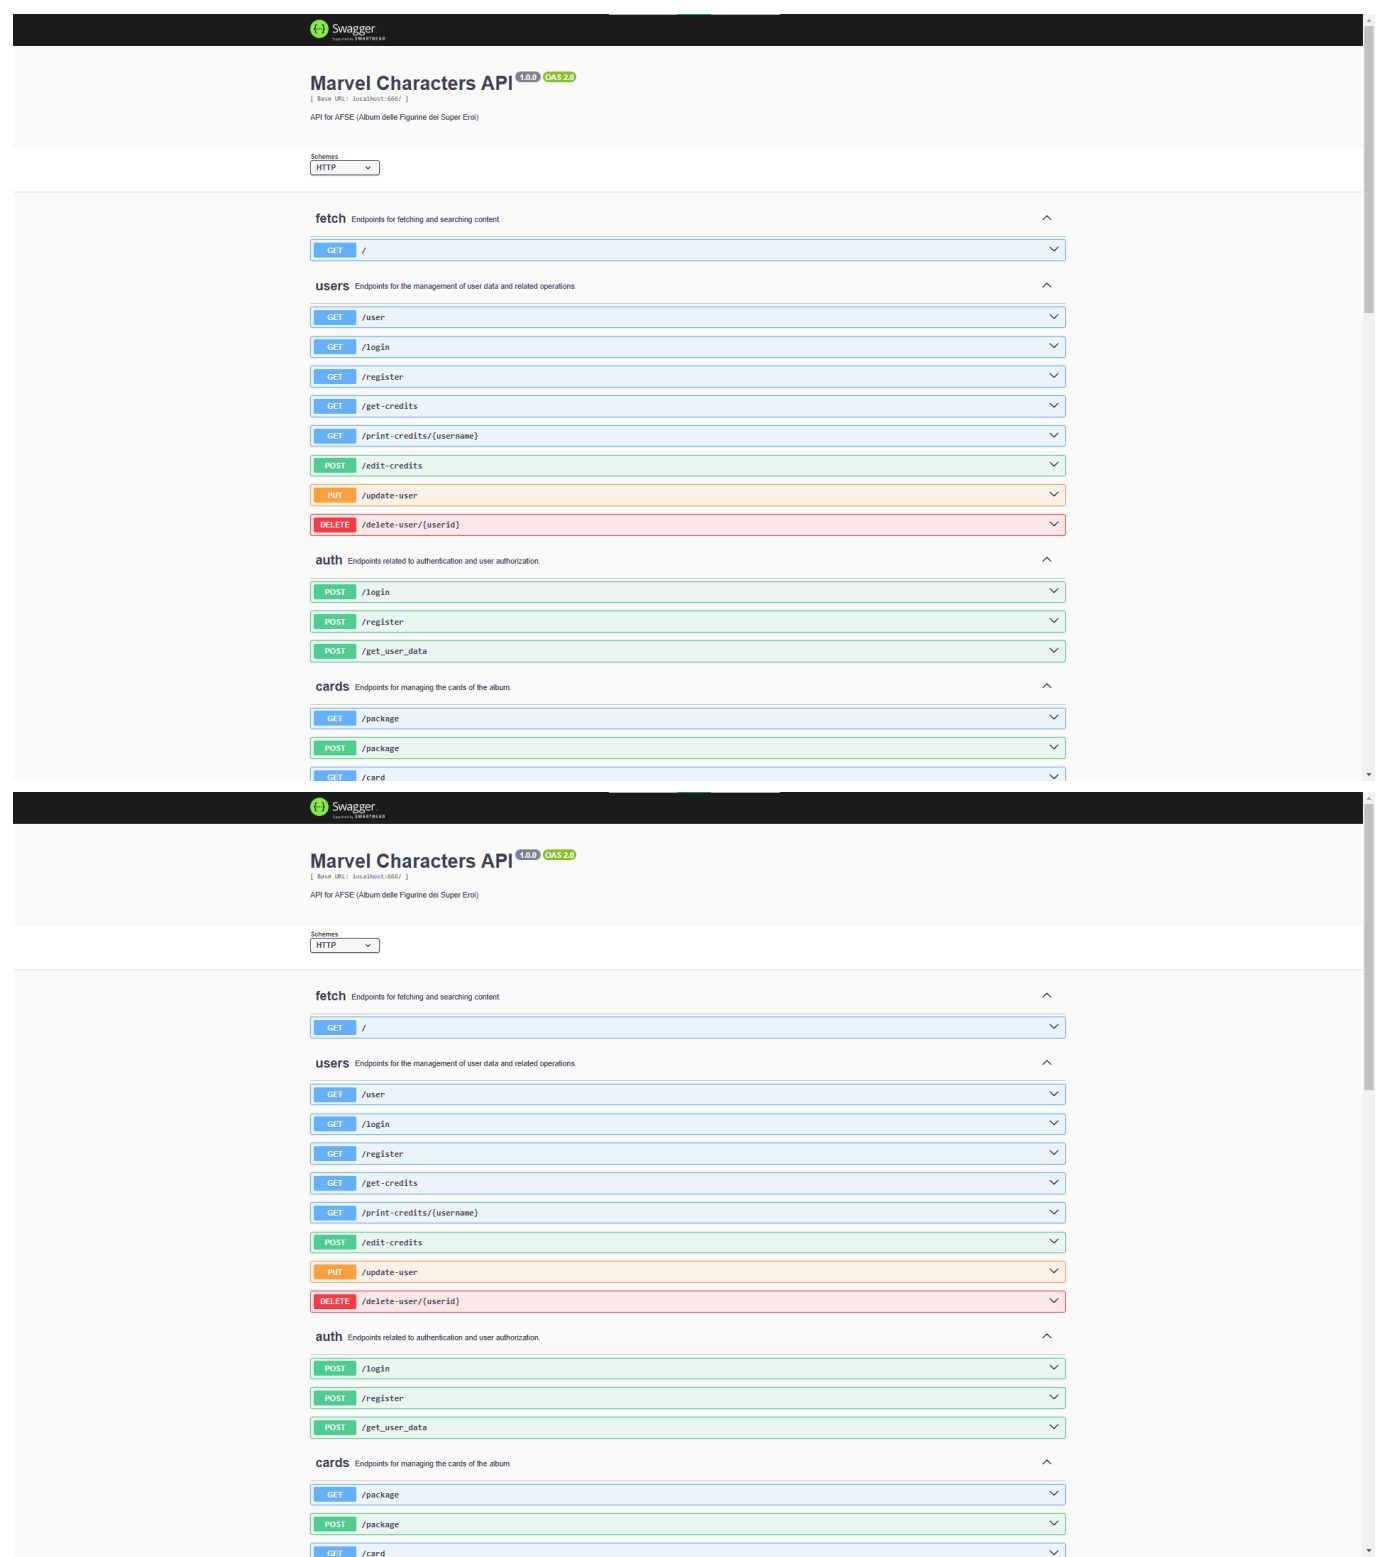 Swagger.
Supported by SMARTBEAR
Marvel Characters API 1.0.0 OAS 2.0
[ Base URL: localhost:666/ ]
API for AFSE (Album delle Figurine dei Super Eroi)
Schemes
HTTP
fetch Endpoints for fetching and searching content.
GET /
users Endpoints for the management of user data and related operations.
GET /user
GET /login
GET /register
GET /get-credits
GET /print-credits/{username}
POST /edit-credits
PUT /update-user
DELETE /delete-user/{userid}
auth Endpoints related to authentication and user authorization.
POST /login
POST /register
POST /get_user_data
cards Endpoints for managing the cards of the album.
GET /package
POST /package
GET /card
Swagger.
Supported by SMARTBEAR
Marvel Characters API 1.0.0 OAS 2.0
[ Base URL: localhost:666/ ]
API for AFSE (Album delle Figurine dei Super Eroi)
Schemes
HTTP
fetch Endpoints for fetching and searching content.
GET /
users Endpoints for the management of user data and related operations.
GET /user
GET /login
GET /register
GET /get-credits
GET /print-credits/{username}
POST /edit-credits
PUT /update-user
DELETE /delete-user/{userid}
auth Endpoints related to authentication and user authorization.
POST /login
POST /register
POST /get_user_data
cards Endpoints for managing the cards of the album.
GET /package
POST /package
GET /card